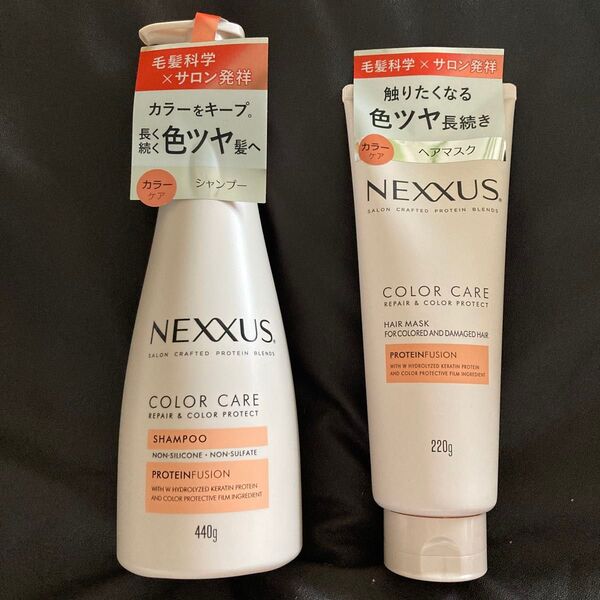 毛髪科学
×サロン発祥
カラーをキープ。
長く
続く色ツヤ髪へ
カラー
ケア
シャンプー
NEXXUS
SALON CRAFTED PROTEIN BLENDS
COLOR CARE
REPAIR & COLOR PROTECT
SHAMPOO
NON-SILICONE • NON-SULFATE
PROTEINFUSION
WITH W HYDROLYZED KERATIN PROTEIN
AND COLOR PROTECTIVE FILM INGREDIENT
440g
毛髪科学×サロン発祥
触りたくなる
色ツヤ長続き
カラー
ケア
ヘアマスク
NEXXUS
SALON CRAFTED PROTEIN BLENDS
COLOR CARE
REPAIR & COLOR PROTECT
HAIR MASK
FOR COLORED AND DAMAGED HAIR
PROTEINFUSION
WITH W HYDROLYZED KERATIN PROTEIN
AND COLOR PROTECTIVE FILM INGREDIENT
220g